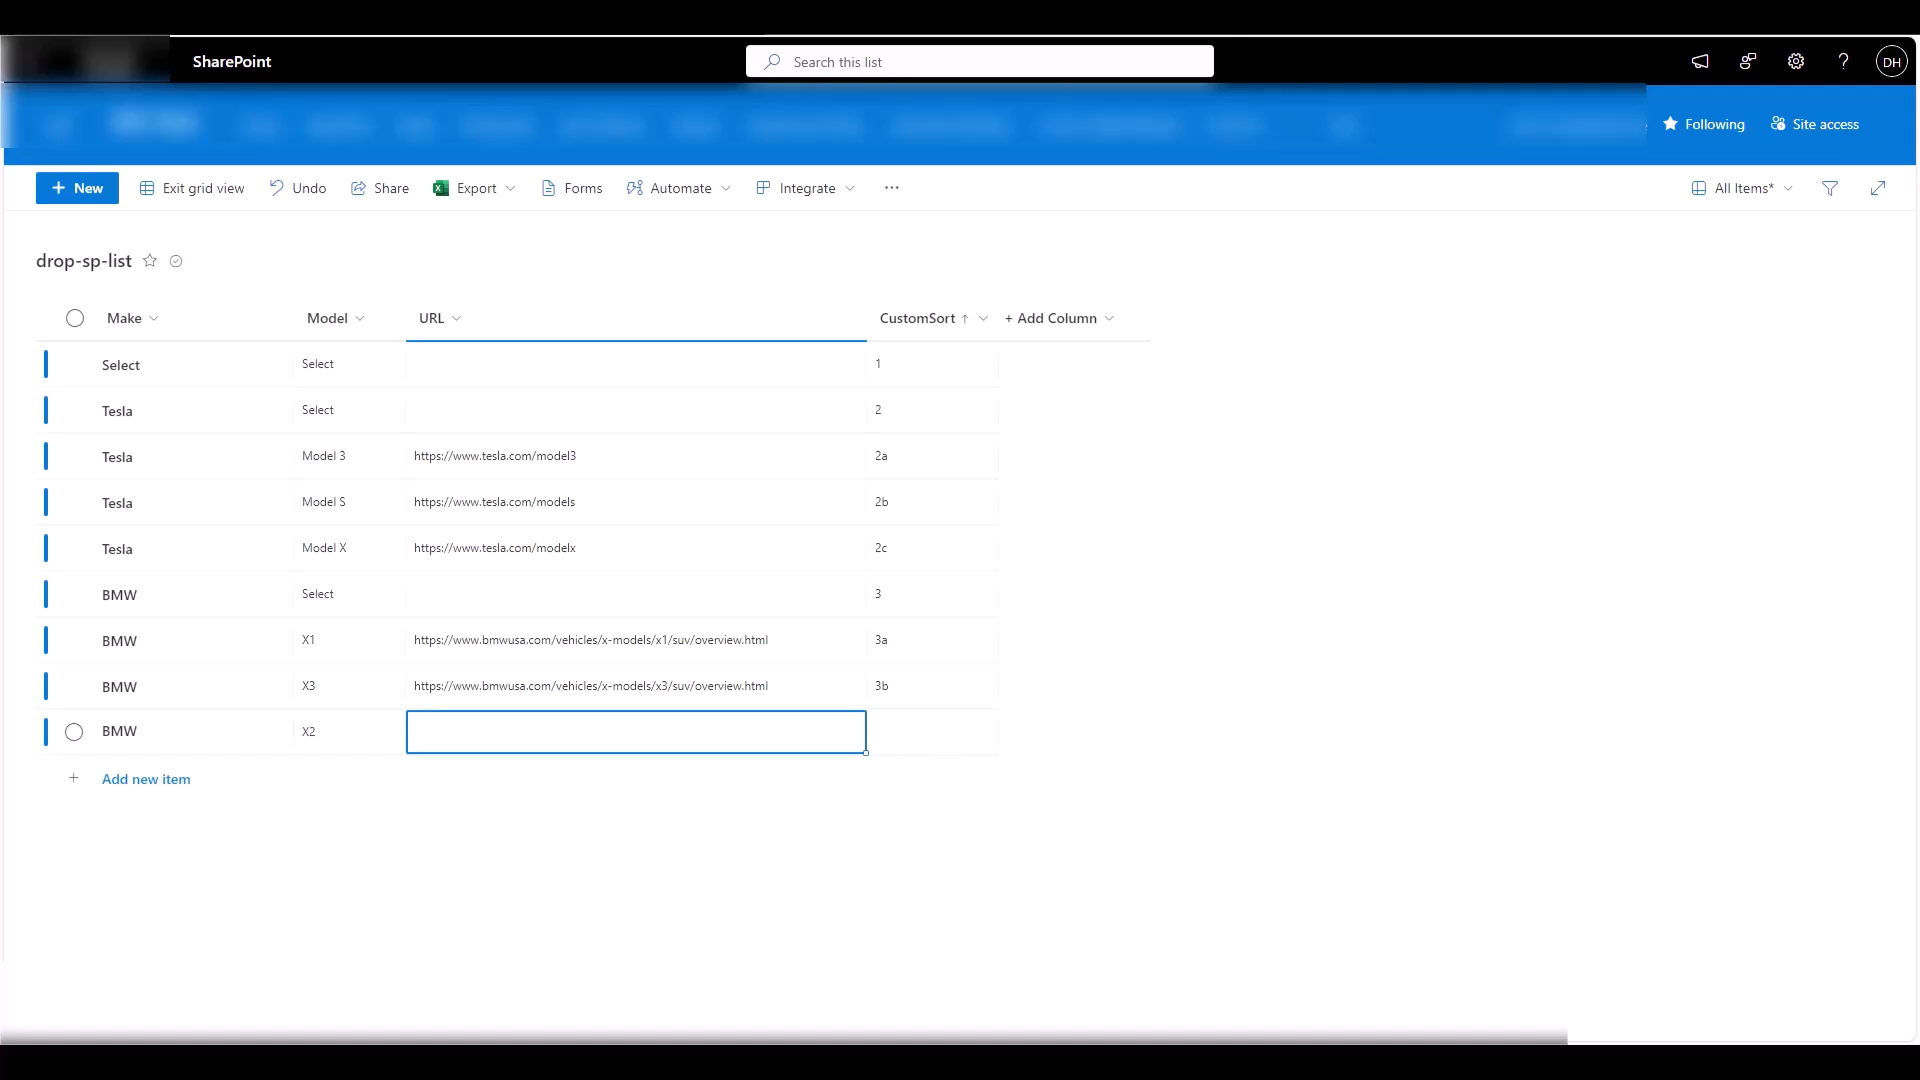 SharePoint
Search this list
DH
Following
Site access
+ New
Exit grid view
Undo
Share
Export
Forms
Automate
Integrate
...
All Items*
drop-sp-list
Make Model URL CustomSort ↑ + Add Column
Select Select 1
Tesla Select 2
Tesla Model 3 https://www.tesla.com/model3 2a
Tesla Model S https://www.tesla.com/models 2b
Tesla Model X https://www.tesla.com/modelx 2c
BMW Select 3
BMW X1 https://www.bmwusa.com/vehicles/x-models/x1/suv/overview.html 3a
BMW X3 https://www.bmwusa.com/vehicles/x-models/x3/suv/overview.html 3b
BMW X2
+ Add new item